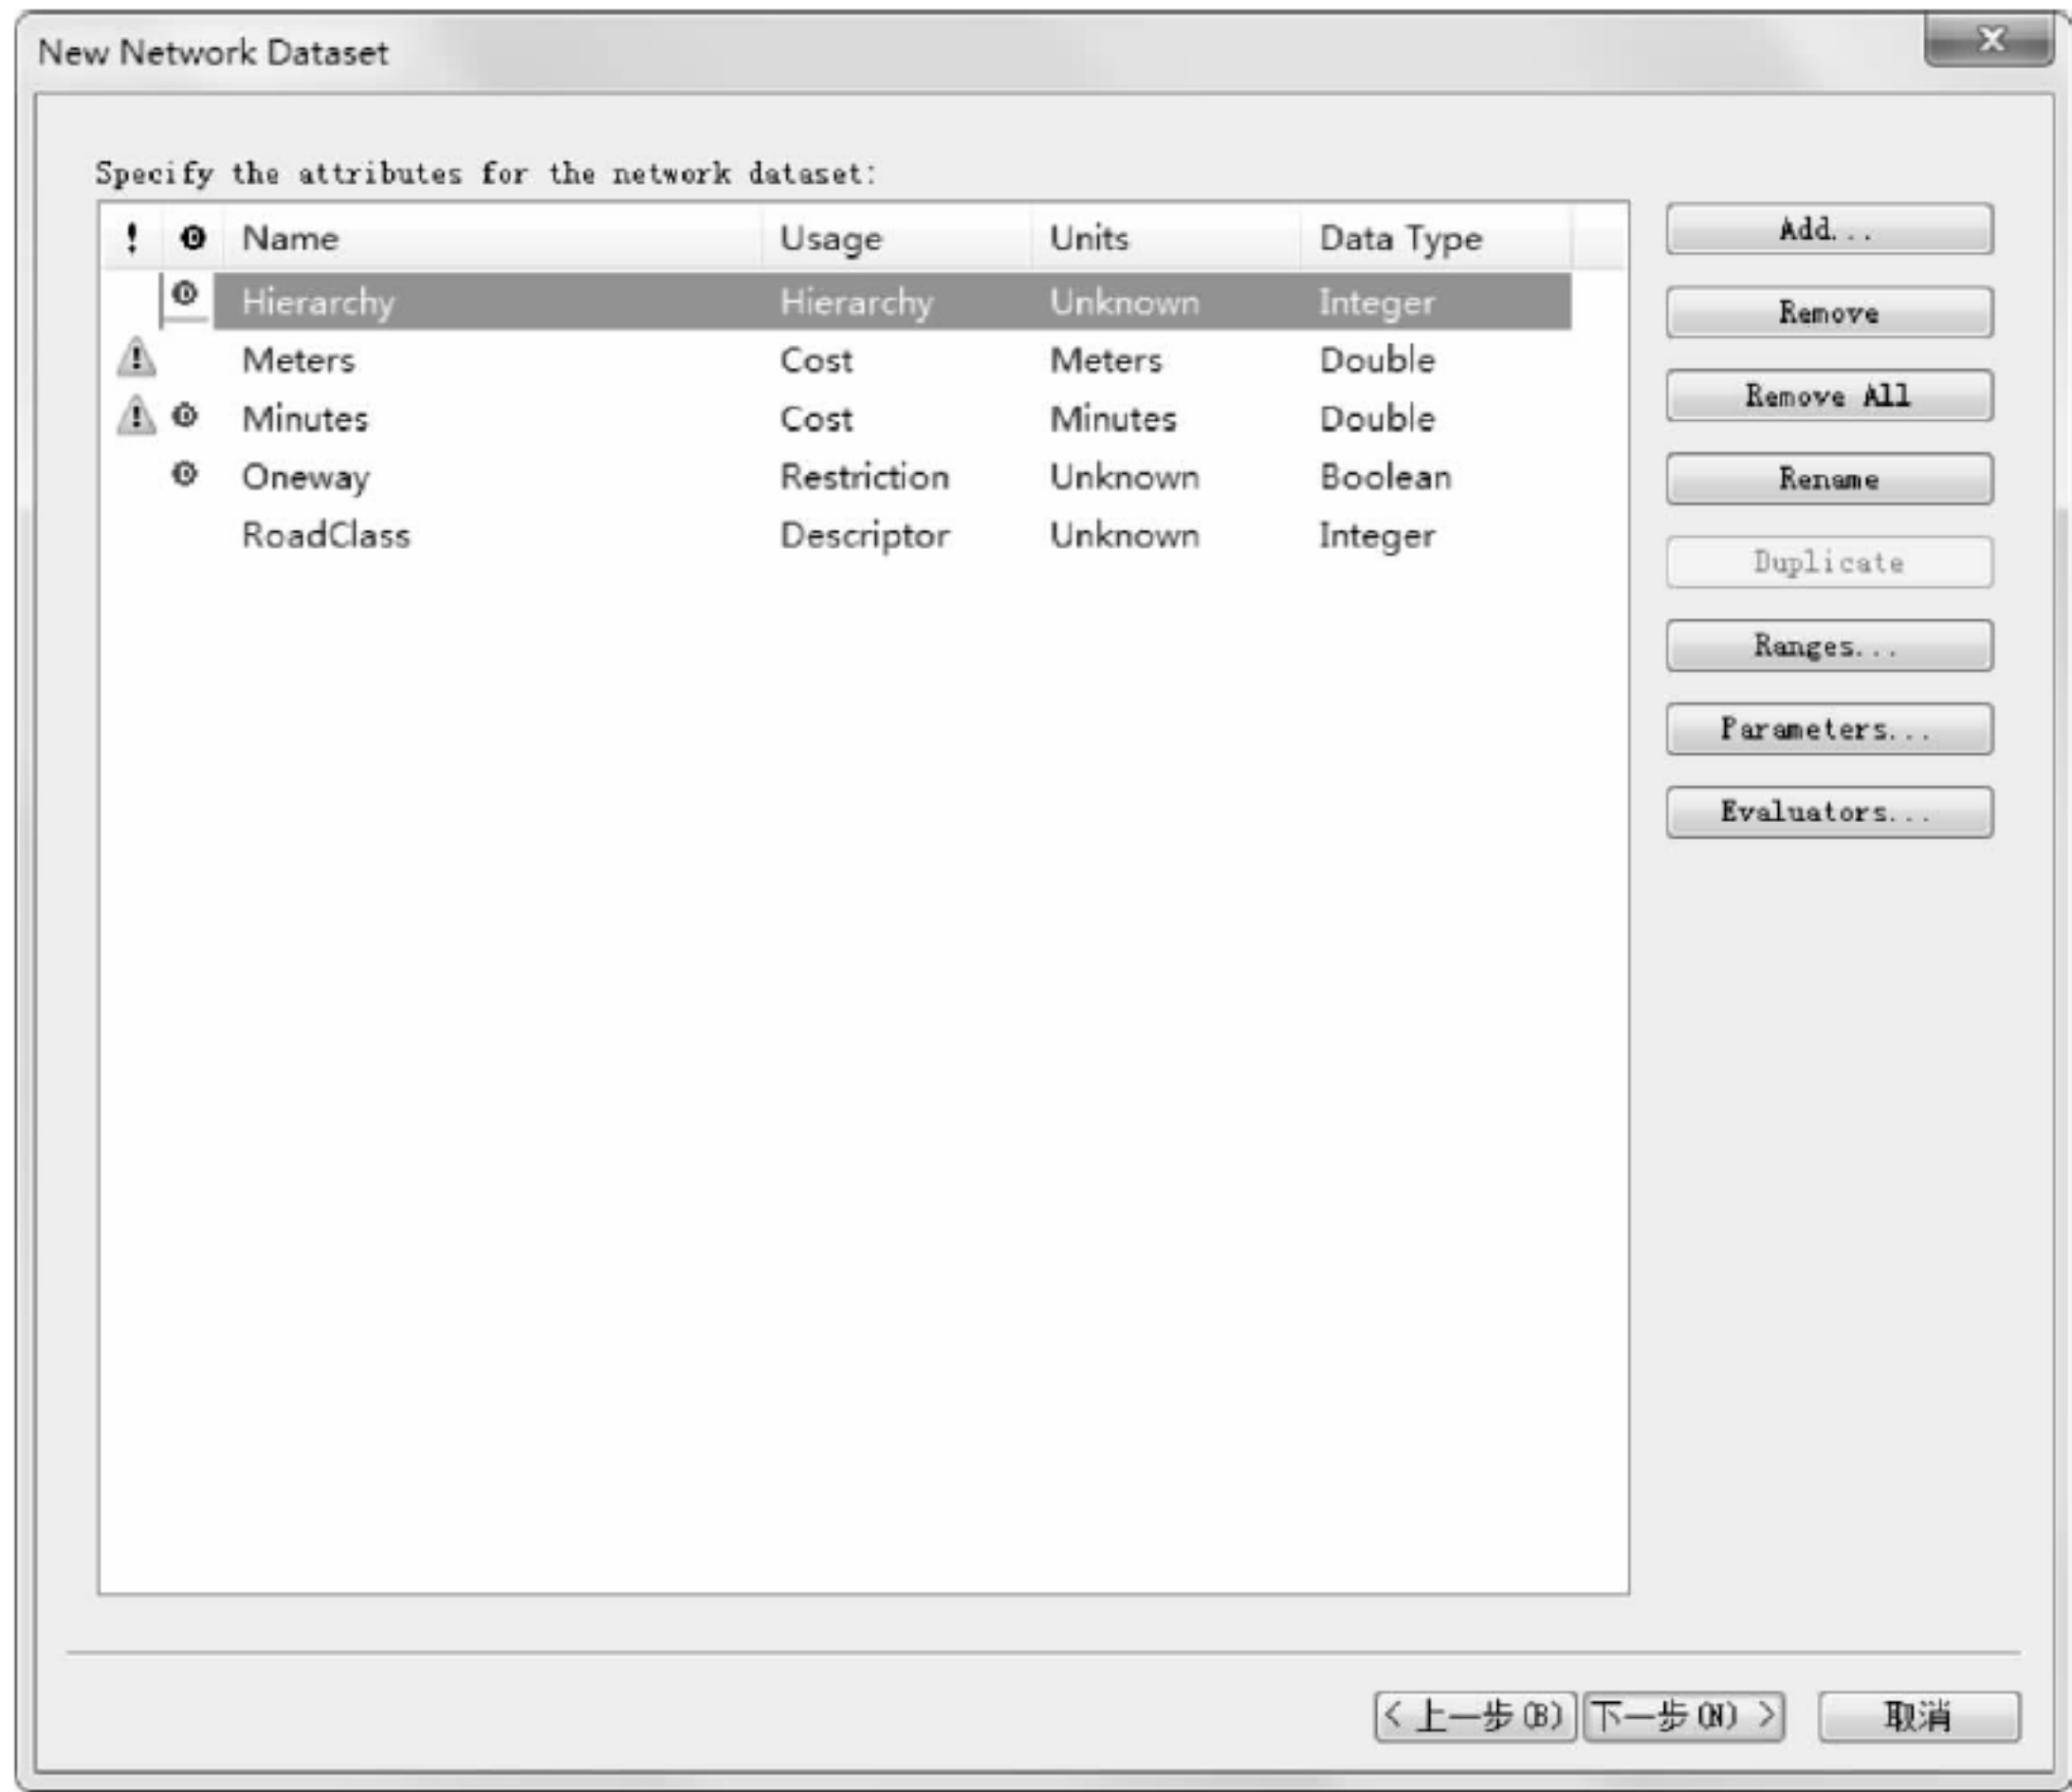 New Network Dataset
Specify the attributes for the network dataset:
! Name Usage Units Data Type
Hierarchy Hierarchy Unknown Integer
Meters Cost Meters Double
Minutes Cost Minutes Double
Oneway Restriction Unknown Boolean
RoadClass Descriptor Unknown Integer
Add...
Remove
Remove All
Rename
Duplicate
Ranges...
Parameters...
Evaluators...
< 上一步(B) 下一步(N) > 取消